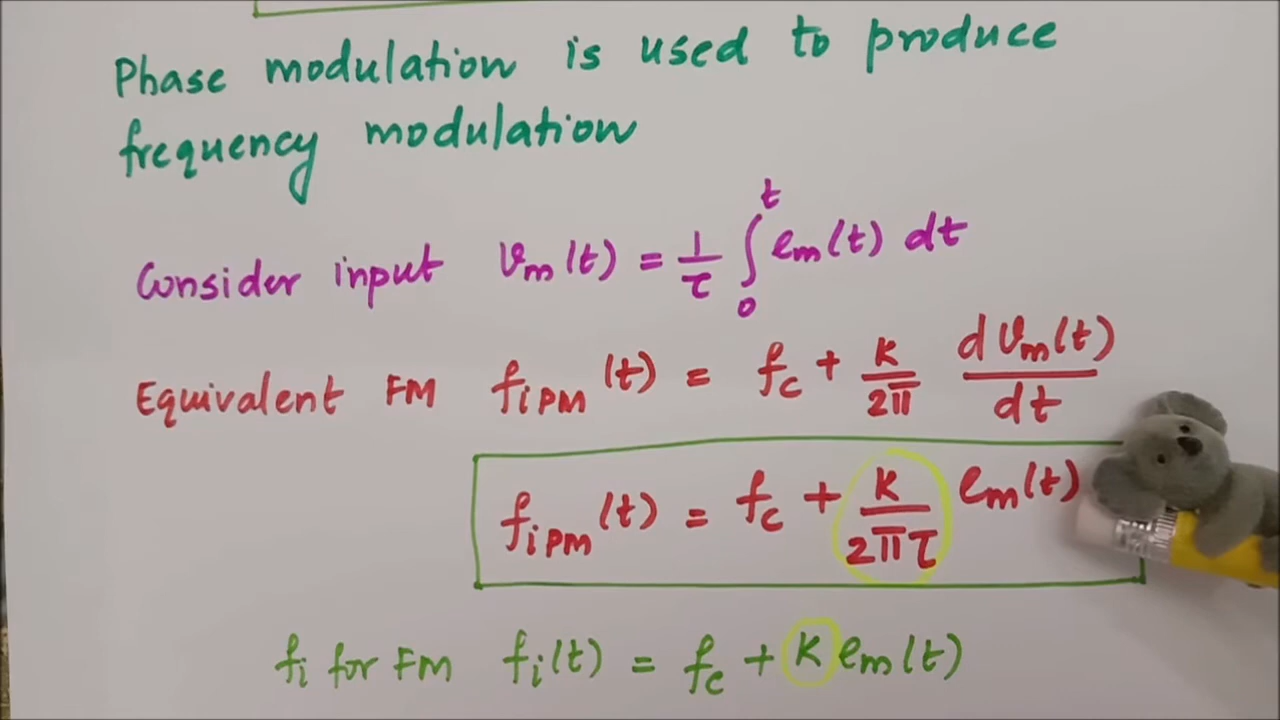 Phase modulation is used to produce
frequency modulation
Consider input vm(t) = 1/τ ∫₀ᵗ em(t) dt
Equivalent FM fiPM(t) = fc + K/2π dvm(t)/dt
fiPM(t) = fc + K/2πτ em(t)
fi for FM fi(t) = fc + K em(t)